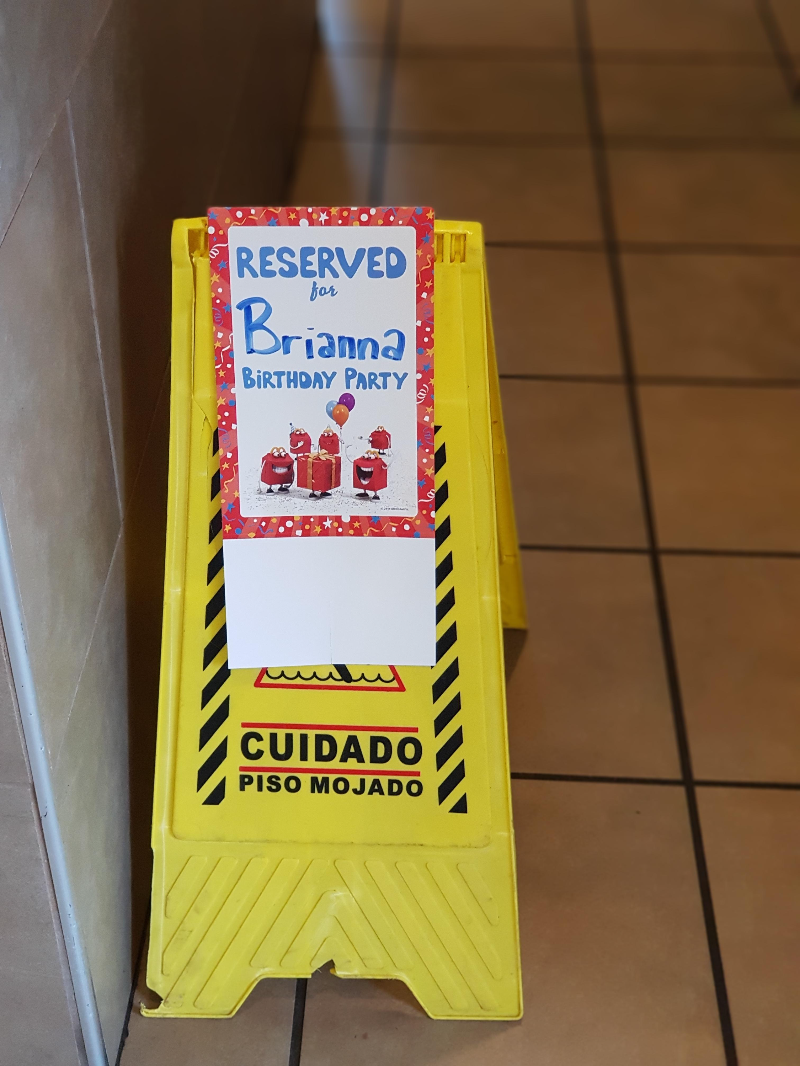 RESERVED
for
Brianna
BiRTHDAY PARTY
CUIDADO
PISO MOJADO